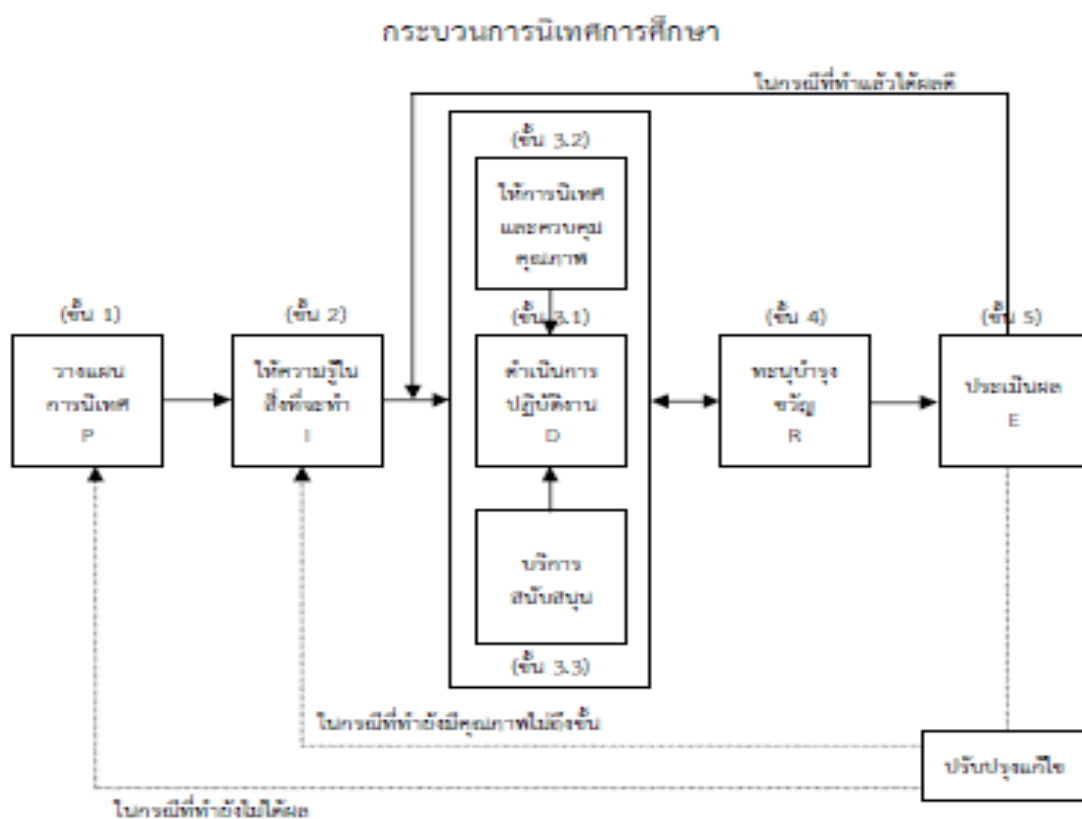 กระบวนการนิเทศการศึกษา
ในกรณีที่ทำแล้วได้ผลดี
(ขั้น 3.2)
ให้การนิเทศ
และควบคุม
คุณภาพ
(ขั้น 1)
วางแผน
การนิเทศ
P
(ขั้น 2)
ให้ความรู้ใน
สิ่งที่จะทำ
I
(ขั้น 3.1)
ดำเนินการ
ปฏิบัติงาน
D
(ขั้น 4)
ทะนุบำรุง
ขวัญ
R
(ขั้น 5)
ประเมินผล
E
บริการ
สนับสนุน
(ขั้น 3.3)
ในกรณีที่ทำยังมีคุณภาพไม่ถึงขั้น
ปรับปรุงแก้ไข
ในกรณีที่ทำยังไม่ได้ผล